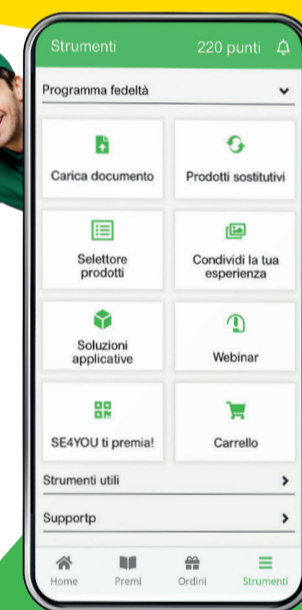 Strumenti 220 punti
Programma fedeltà
Carica documento Prodotti sostitutivi
Selettore Condividi la tua
prodotti esperienza
Soluzioni
applicative Webinar
SE4YOU ti premia! Carrello
Strumenti utili
Supportp
Home Premi Ordini Strumenti